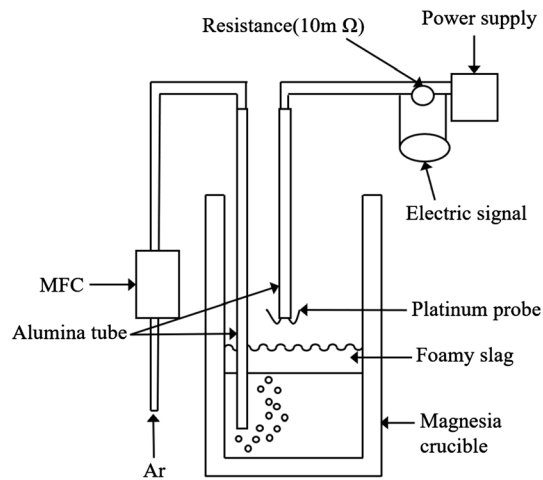 Power supply
Resistance(10m Ω)
Electric signal
MFC
Platinum probe
Alumina tube
Foamy slag
Magnesia
crucible
Ar